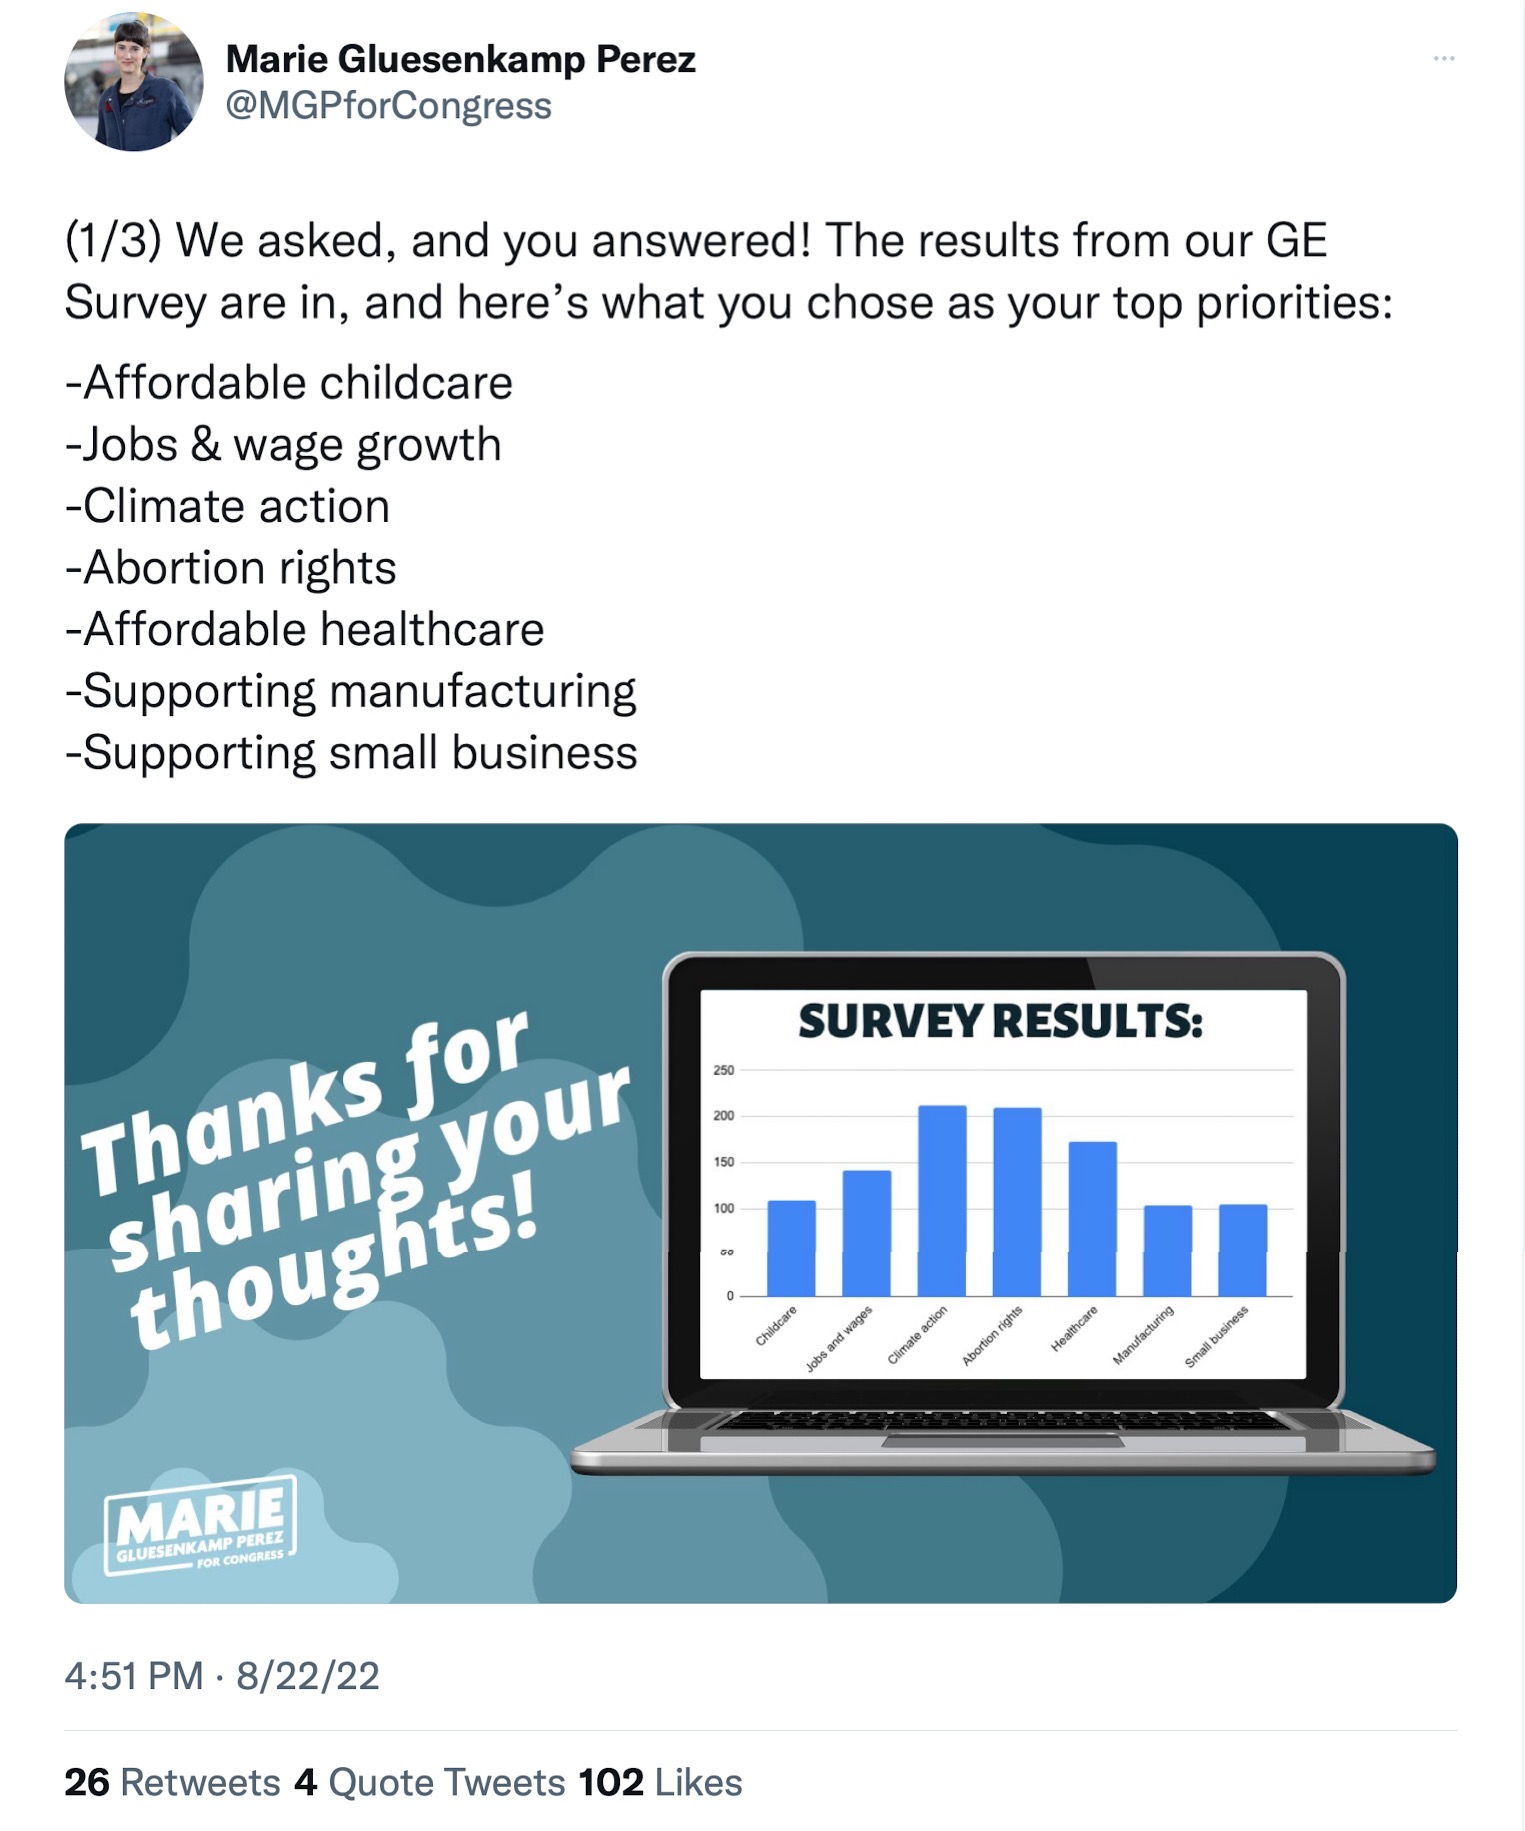 Marie Gluesenkamp Perez
@MGPforCongress
(1/3) We asked, and you answered! The results from our GE
Survey are in, and here’s what you chose as your top priorities:
-Affordable childcare
-Jobs & wage growth
-Climate action
-Abortion rights
-Affordable healthcare
-Supporting manufacturing
-Supporting small business
Thanks for
sharing your
thoughts!
MARIE
GLUESENKAMP PEREZ
FOR CONGRESS
SURVEY RESULTS:
250
200
150
100
0
Childcare
Jobs and wages
Climate action
Abortion rights
Healthcare
Manufacturing
Small business
4:51 PM · 8/22/22
26 Retweets 4 Quote Tweets 102 Likes